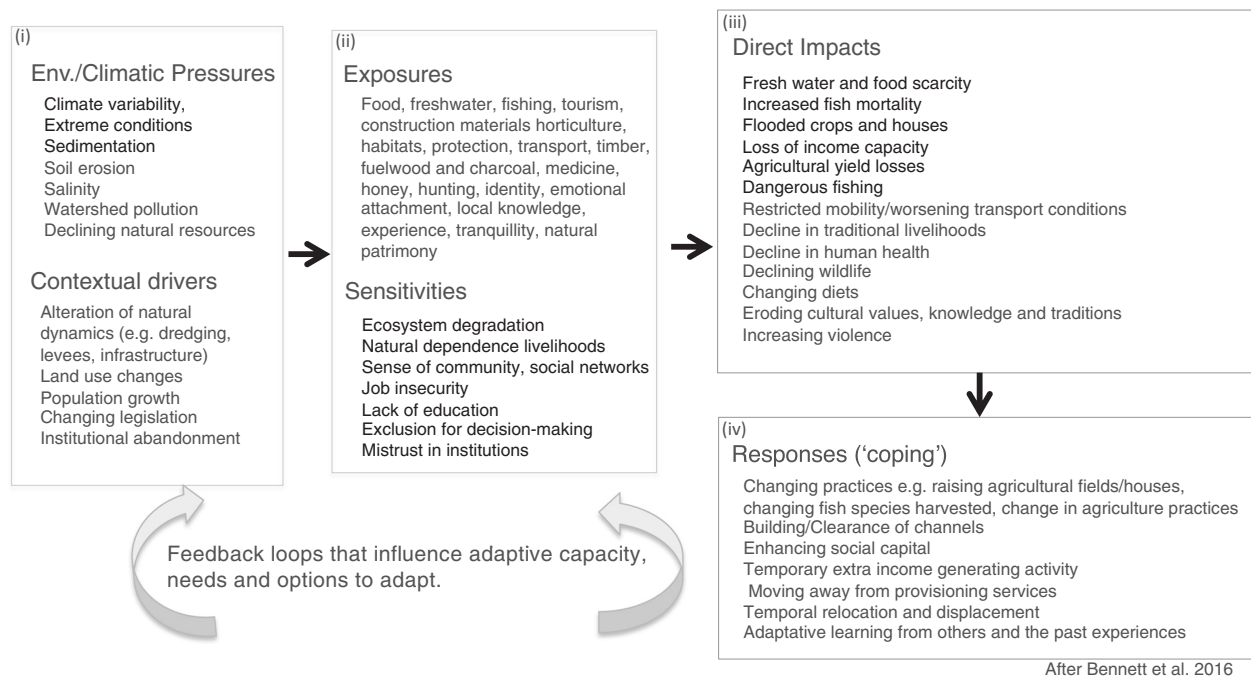 (i)
Env./Climatic Pressures
Climate variability,
Extreme conditions
Sedimentation
Soil erosion
Salinity
Watershed pollution
Declining natural resources
Contextual drivers
Alteration of natural
dynamics (e.g. dredging,
levees, infrastructure)
Land use changes
Population growth
Changing legislation
Institutional abandonment
(ii)
Exposures
Food, freshwater, fishing, tourism,
construction materials horticulture,
habitats, protection, transport, timber,
fuelwood and charcoal, medicine,
honey, hunting, identity, emotional
attachment, local knowledge,
experience, tranquillity, natural
patrimony
Sensitivities
Ecosystem degradation
Natural dependence livelihoods
Sense of community, social networks
Job insecurity
Lack of education
Exclusion for decision-making
Mistrust in institutions
(iii)
Direct Impacts
Fresh water and food scarcity
Increased fish mortality
Flooded crops and houses
Loss of income capacity
Agricultural yield losses
Dangerous fishing
Restricted mobility/worsening transport conditions
Decline in traditional livelihoods
Decline in human health
Declining wildlife
Changing diets
Eroding cultural values, knowledge and traditions
Increasing violence
(iv)
Responses (‘coping’)
Changing practices e.g. raising agricultural fields/houses,
changing fish species harvested, change in agriculture practices
Building/Clearance of channels
Enhancing social capital
Temporary extra income generating activity
Moving away from provisioning services
Temporal relocation and displacement
Adaptative learning from others and the past experiences
Feedback loops that influence adaptive capacity,
needs and options to adapt.
After Bennett et al. 2016